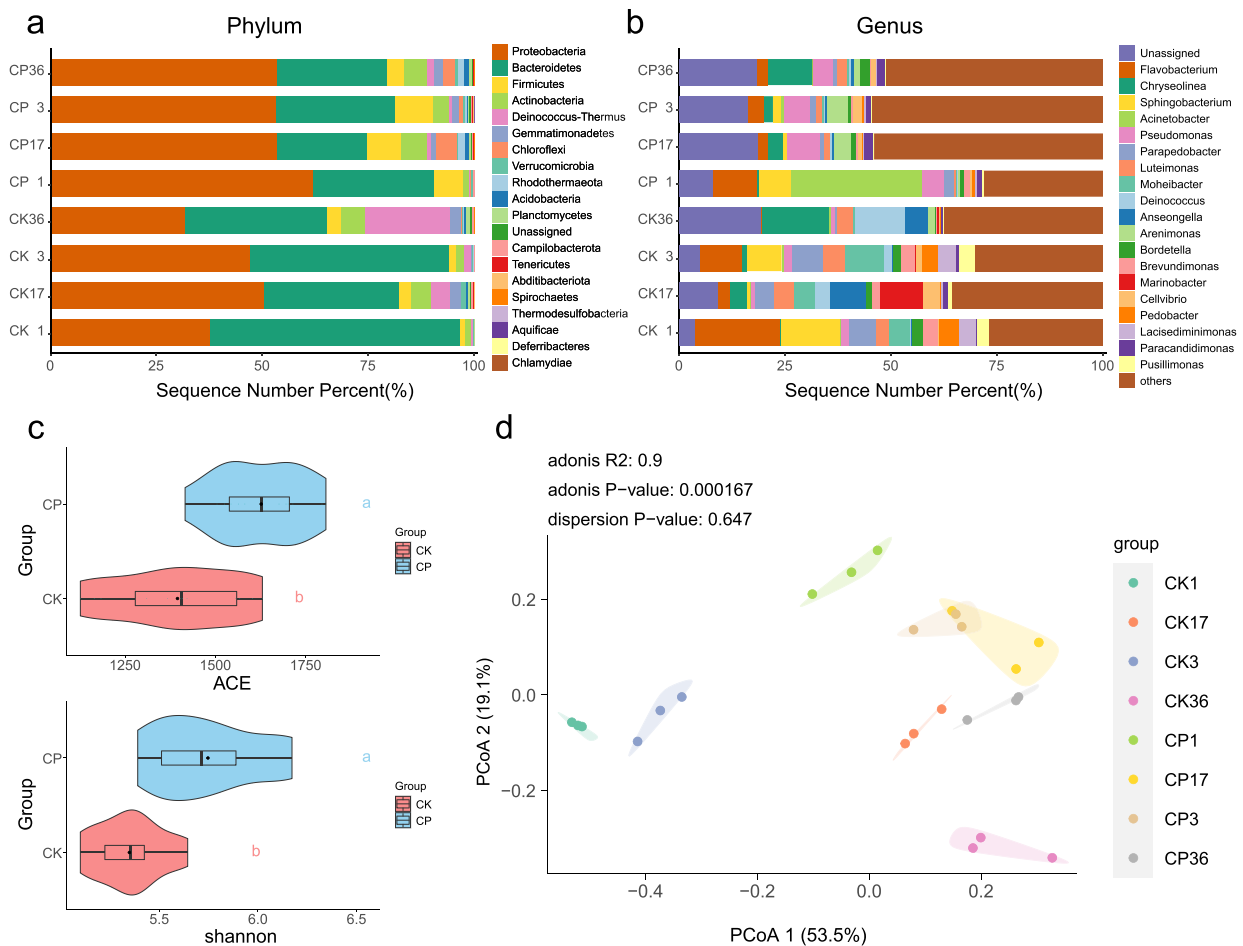 a
Phylum
CP36
CP 3
CP17
CP 1
CK36
CK 3
CK17
CK 1
0
25
50
75
100
Sequence Number Percent(%)
Proteobacteria
Bacteroidetes
Firmicutes
Actinobacteria
Deinococcus-Thermus
Gemmatimonadetes
Chloroflexi
Verrucomicrobia
Rhodothermaeota
Acidobacteria
Planctomycetes
Unassigned
Campilobacterota
Tenericutes
Abditibacteriota
Spirochaetes
Thermodesulfobacteria
Aquificae
Deferribacteres
Chlamydiae
b
Genus
CP36
CP 3
CP17
CP 1
CK36
CK 3
CK17
CK 1
0
25
50
75
100
Sequence Number Percent(%)
Unassigned
Flavobacterium
Chryseolinea
Sphingobacterium
Acinetobacter
Pseudomonas
Parapedobacter
Luteimonas
Moheibacter
Deinococcus
Anseongella
Arenimonas
Bordetella
Brevundimonas
Marinobacter
Cellvibrio
Pedobacter
Lacisediminimonas
Paracandidimonas
Pusillimonas
others
c
Group
CP
CK
a
b
1250
1500
1750
ACE
Group
CK
CP
Group
CP
CK
a
b
5.5
6.0
6.5
shannon
Group
CK
CP
d
adonis R2: 0.9
adonis P−value: 0.000167
dispersion P−value: 0.647
PCoA 2 (19.1%)
0.2
0.0
−0.2
−0.4
−0.2
0.0
0.2
PCoA 1 (53.5%)
group
CK1
CK17
CK3
CK36
CP1
CP17
CP3
CP36